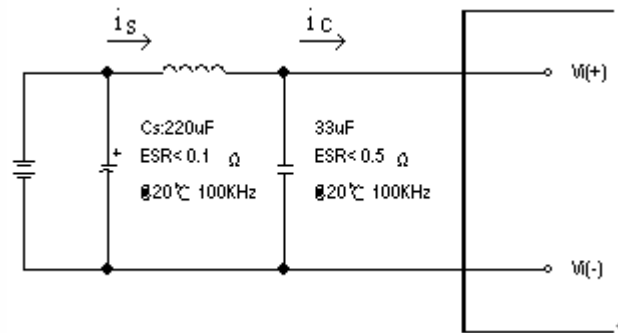 is
ic
Vi(+)
+
Cs:220uF
ESR< 0.1 Ω
@20℃ 100KHz
33uF
ESR< 0.5 Ω
@20℃ 100KHz
Vi(-)